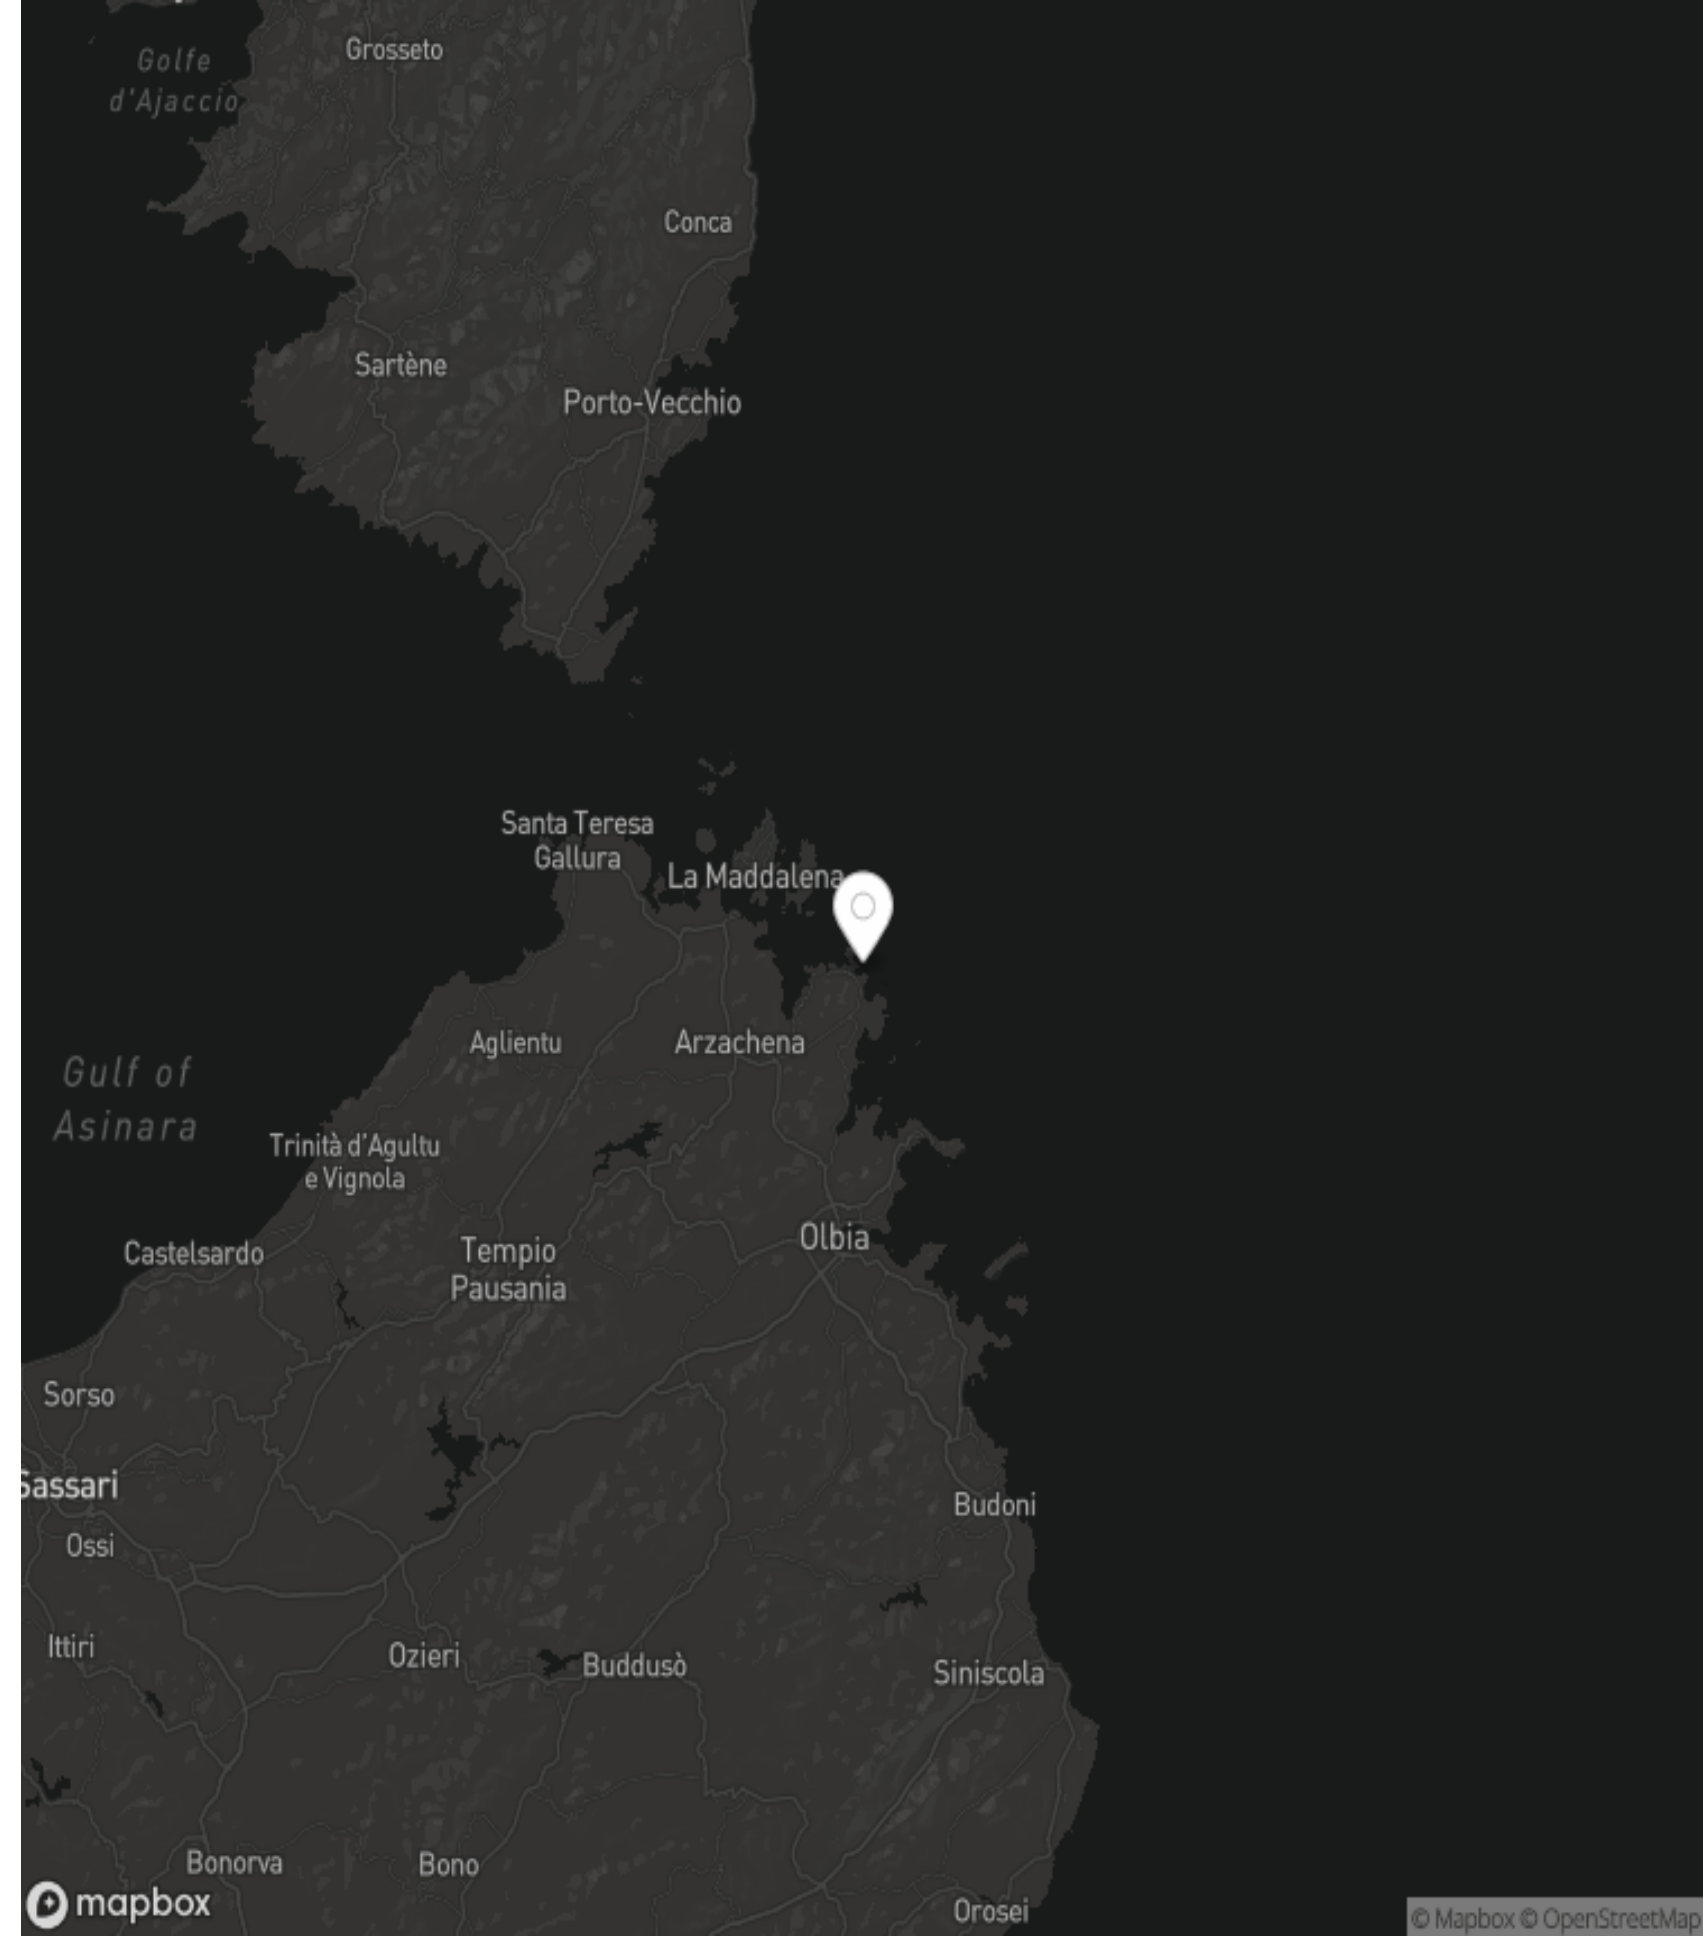 Grosseto
Golfe
d'Ajaccio
Conca
Sartène
Porto-Vecchio
Santa Teresa
Gallura
La Maddalena
Aglientu
Arzachena
Gulf of
Asinara
Trinità d'Agultu
e Vignola
Olbia
Castelsardo
Tempio
Pausania
Sorso
Sassari
Budoni
Ossi
Ittiri
Ozieri
Buddusò
Siniscola
Bonorva
Bono
mapbox
Orosei
© Mapbox © OpenStreetMap